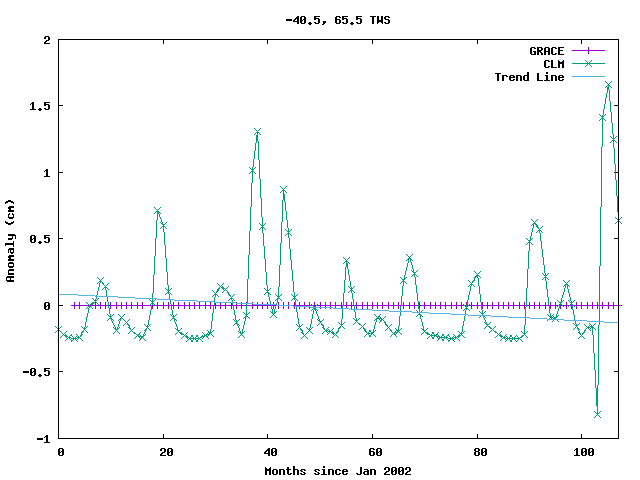 -40.5, 65.5 TWS
GRACE
CLM
Trend Line
2
1.5
1
0.5
0
-0.5
-1
Anomaly (cm)
0 20 40 60 80 100
Months since Jan 2002